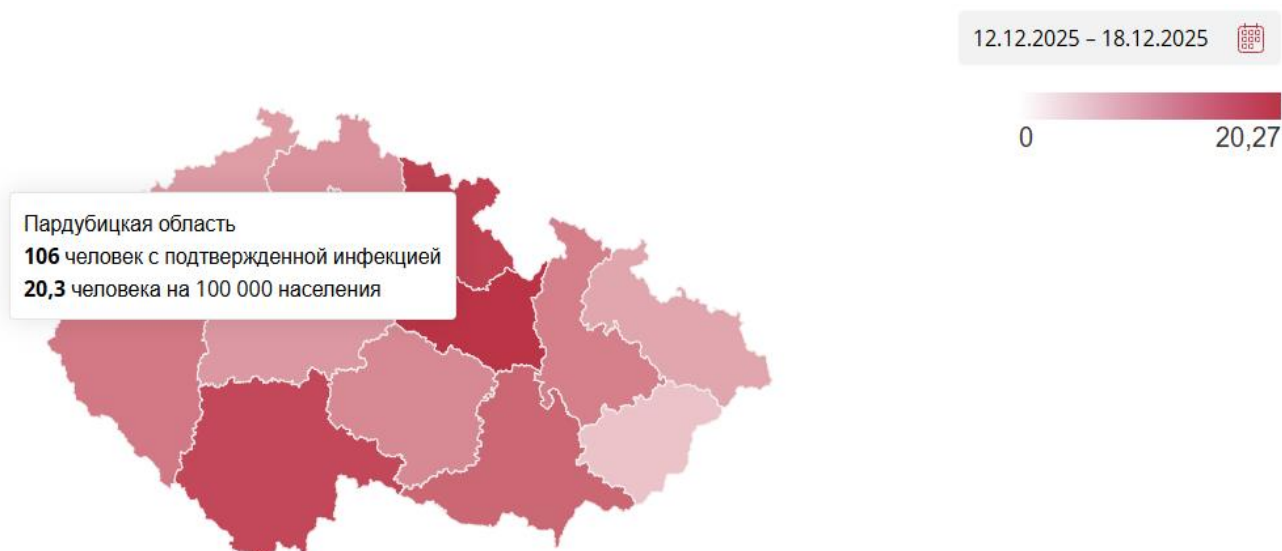 12.12.2025 – 18.12.2025
0 20,27
Пардубицкая область
106 человек с подтвержденной инфекцией
20,3 человека на 100 000 населения